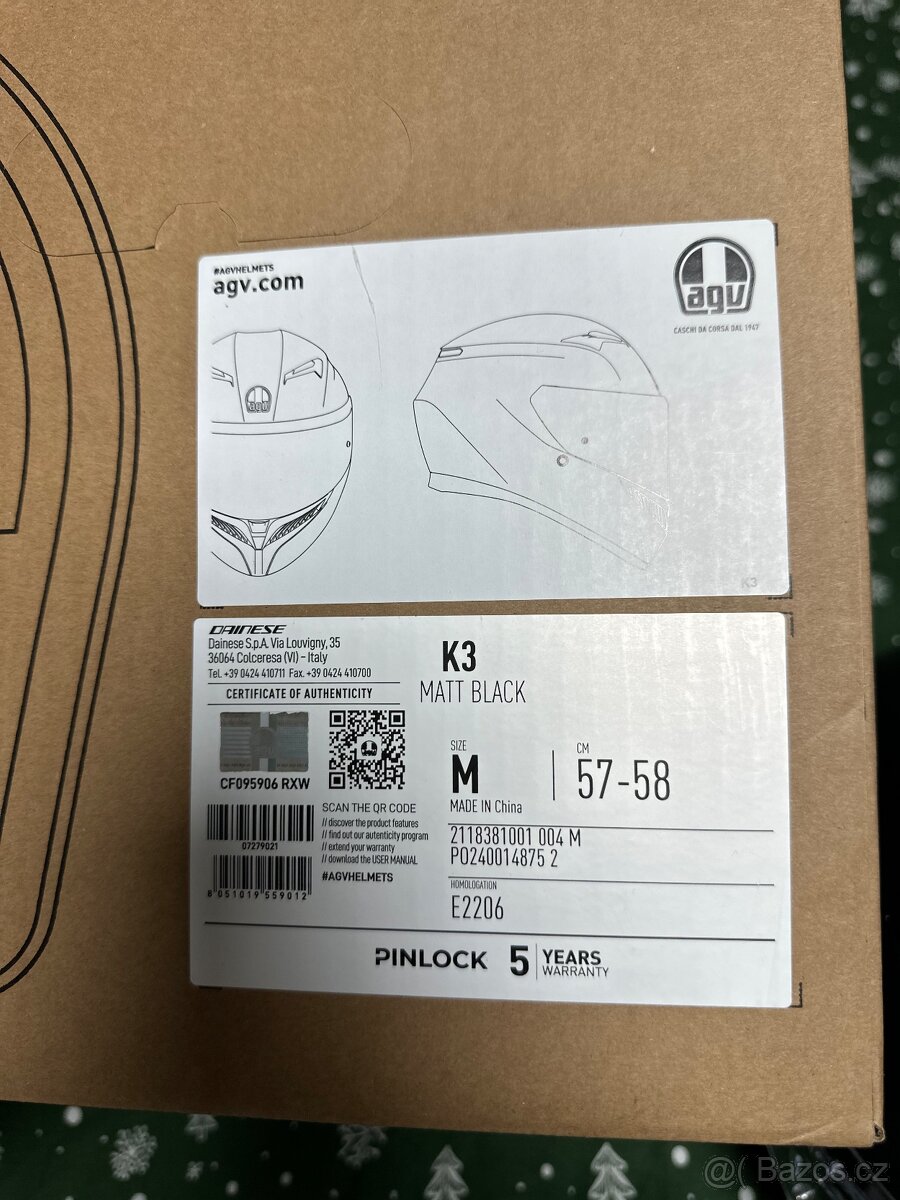 #AGVHELMETS
agv.com
agv
CASCHI DA CORSA DAL 1947
agv
K3
DAINESE
Dainese S.p.A. Via Louvigny, 35
36064 Colceresa (VI) - Italy
Tel. +39 0424 410711 Fax. +39 0424 410700
CERTIFICATE OF AUTHENTICITY
CF095906 RXW
SCAN THE QR CODE
// discover the product features
// find out our autenticity program
// extend your warranty
// download the USER MANUAL
#AGVHELMETS
07279021
8 051019 559012
K3
MATT BLACK
SIZE
M
CM
57-58
MADE IN China
2118381001 004 M
PO240014875 2
HOMOLOGATION
E2206
PINLOCK 5 YEARS
WARRANTY
@( Bazos.cz